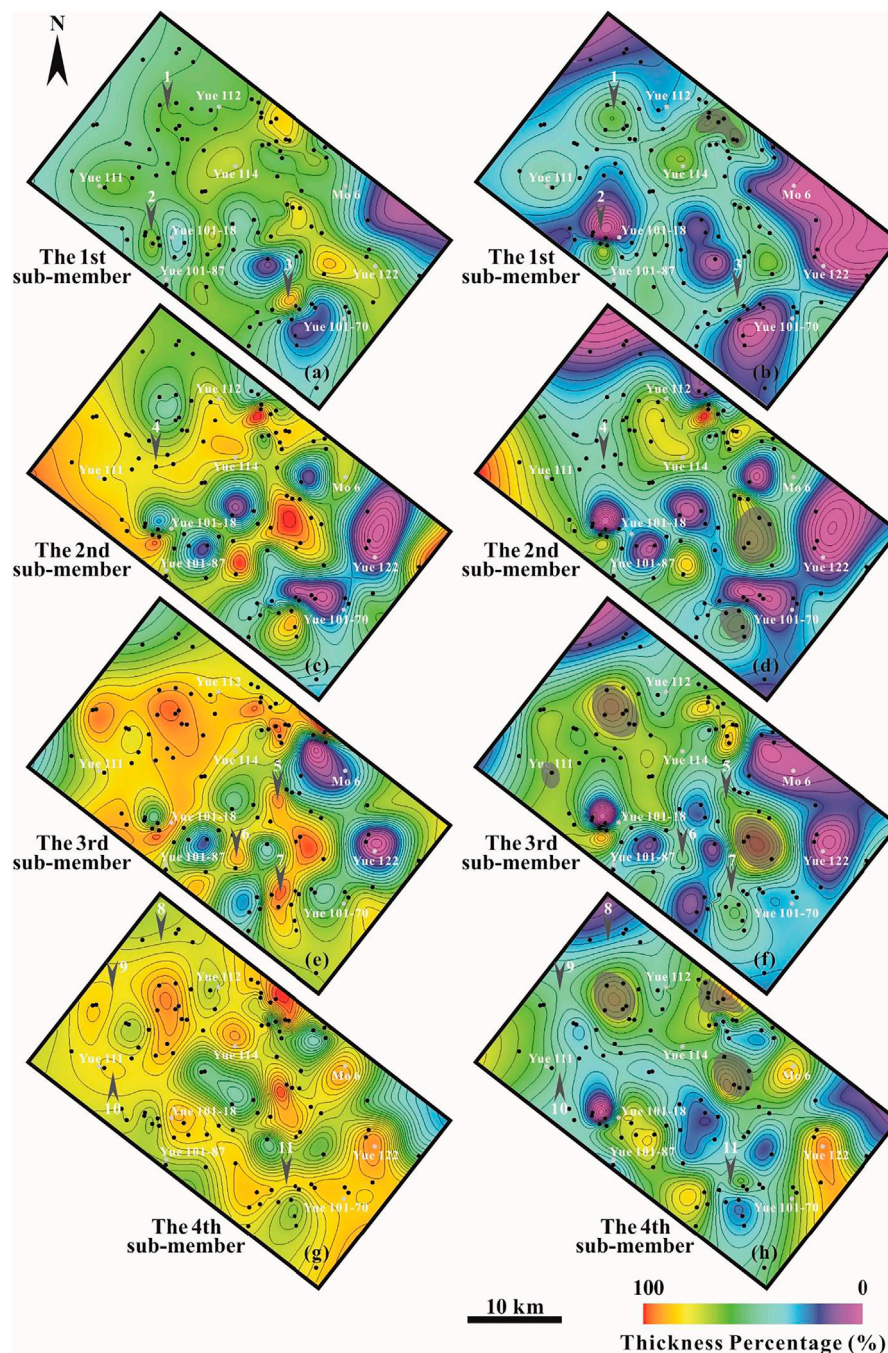 N
1
Yue 112
Yue 111
Yue 114
2
Mo 6
Yue 101-18
The 1st
sub-member
Yue 101-87
3
Yue 122
Yue 101-70
(a)
1
Yue 112
Yue 111
Yue 114
2
Mo 6
Yue 101-18
The 1st
sub-member
Yue 101-87
3
Yue 122
Yue 101-70
(b)
Yue 112
4
Yue 111
Yue 114
Mo 6
Yue 101-18
The 2nd
sub-member
Yue 101-87
Yue 122
Yue 101-70
(c)
Yue 112
4
Yue 111
Yue 114
Mo 6
Yue 101-18
The 2nd
sub-member
Yue 101-87
Yue 122
Yue 101-70
(d)
Yue 112
Yue 111
Yue 114
5
Mo 6
Yue 101-18
6
The 3rd
sub-member
Yue 101-87
7
Yue 122
Yue 101-70
(e)
Yue 112
Yue 111
Yue 114
5
Mo 6
Yue 101-18
6
The 3rd
sub-member
Yue 101-87
7
Yue 122
Yue 101-70
(f)
8
9
Yue 112
Yue 111
Yue 114
Mo 6
10
Yue 101-18
Yue 101-87
11
Yue 122
Yue 101-70
The 4th
sub-member
(g)
8
9
Yue 112
Yue 111
Yue 114
Mo 6
10
Yue 101-18
Yue 101-87
11
Yue 122
Yue 101-70
The 4th
sub-member
(h)
10 km
100 0
Thickness Percentage (%)